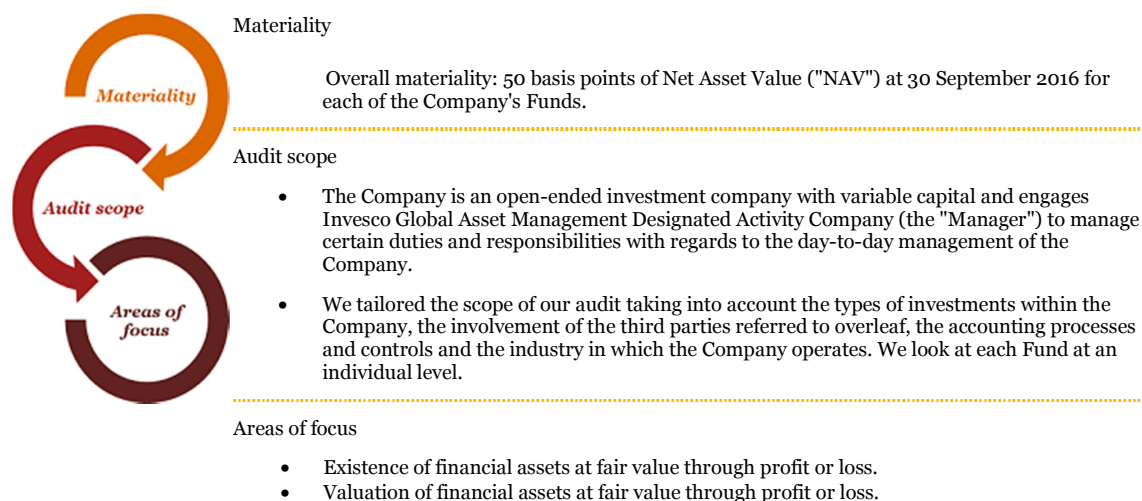 Materiality
Overall materiality: 50 basis points of Net Asset Value ("NAV") at 30 September 2016 for
each of the Company's Funds.
Materiality
Audit scope
• The Company is an open-ended investment company with variable capital and engages
Invesco Global Asset Management Designated Activity Company (the "Manager") to manage
certain duties and responsibilities with regards to the day-to-day management of the
Company.
Audit scope
• We tailored the scope of our audit taking into account the types of investments within the
Company, the involvement of the third parties referred to overleaf, the accounting processes
and controls and the industry in which the Company operates. We look at each Fund at an
individual level.
Areas of
focus
Areas of focus
• Existence of financial assets at fair value through profit or loss.
• Valuation of financial assets at fair value through profit or loss.